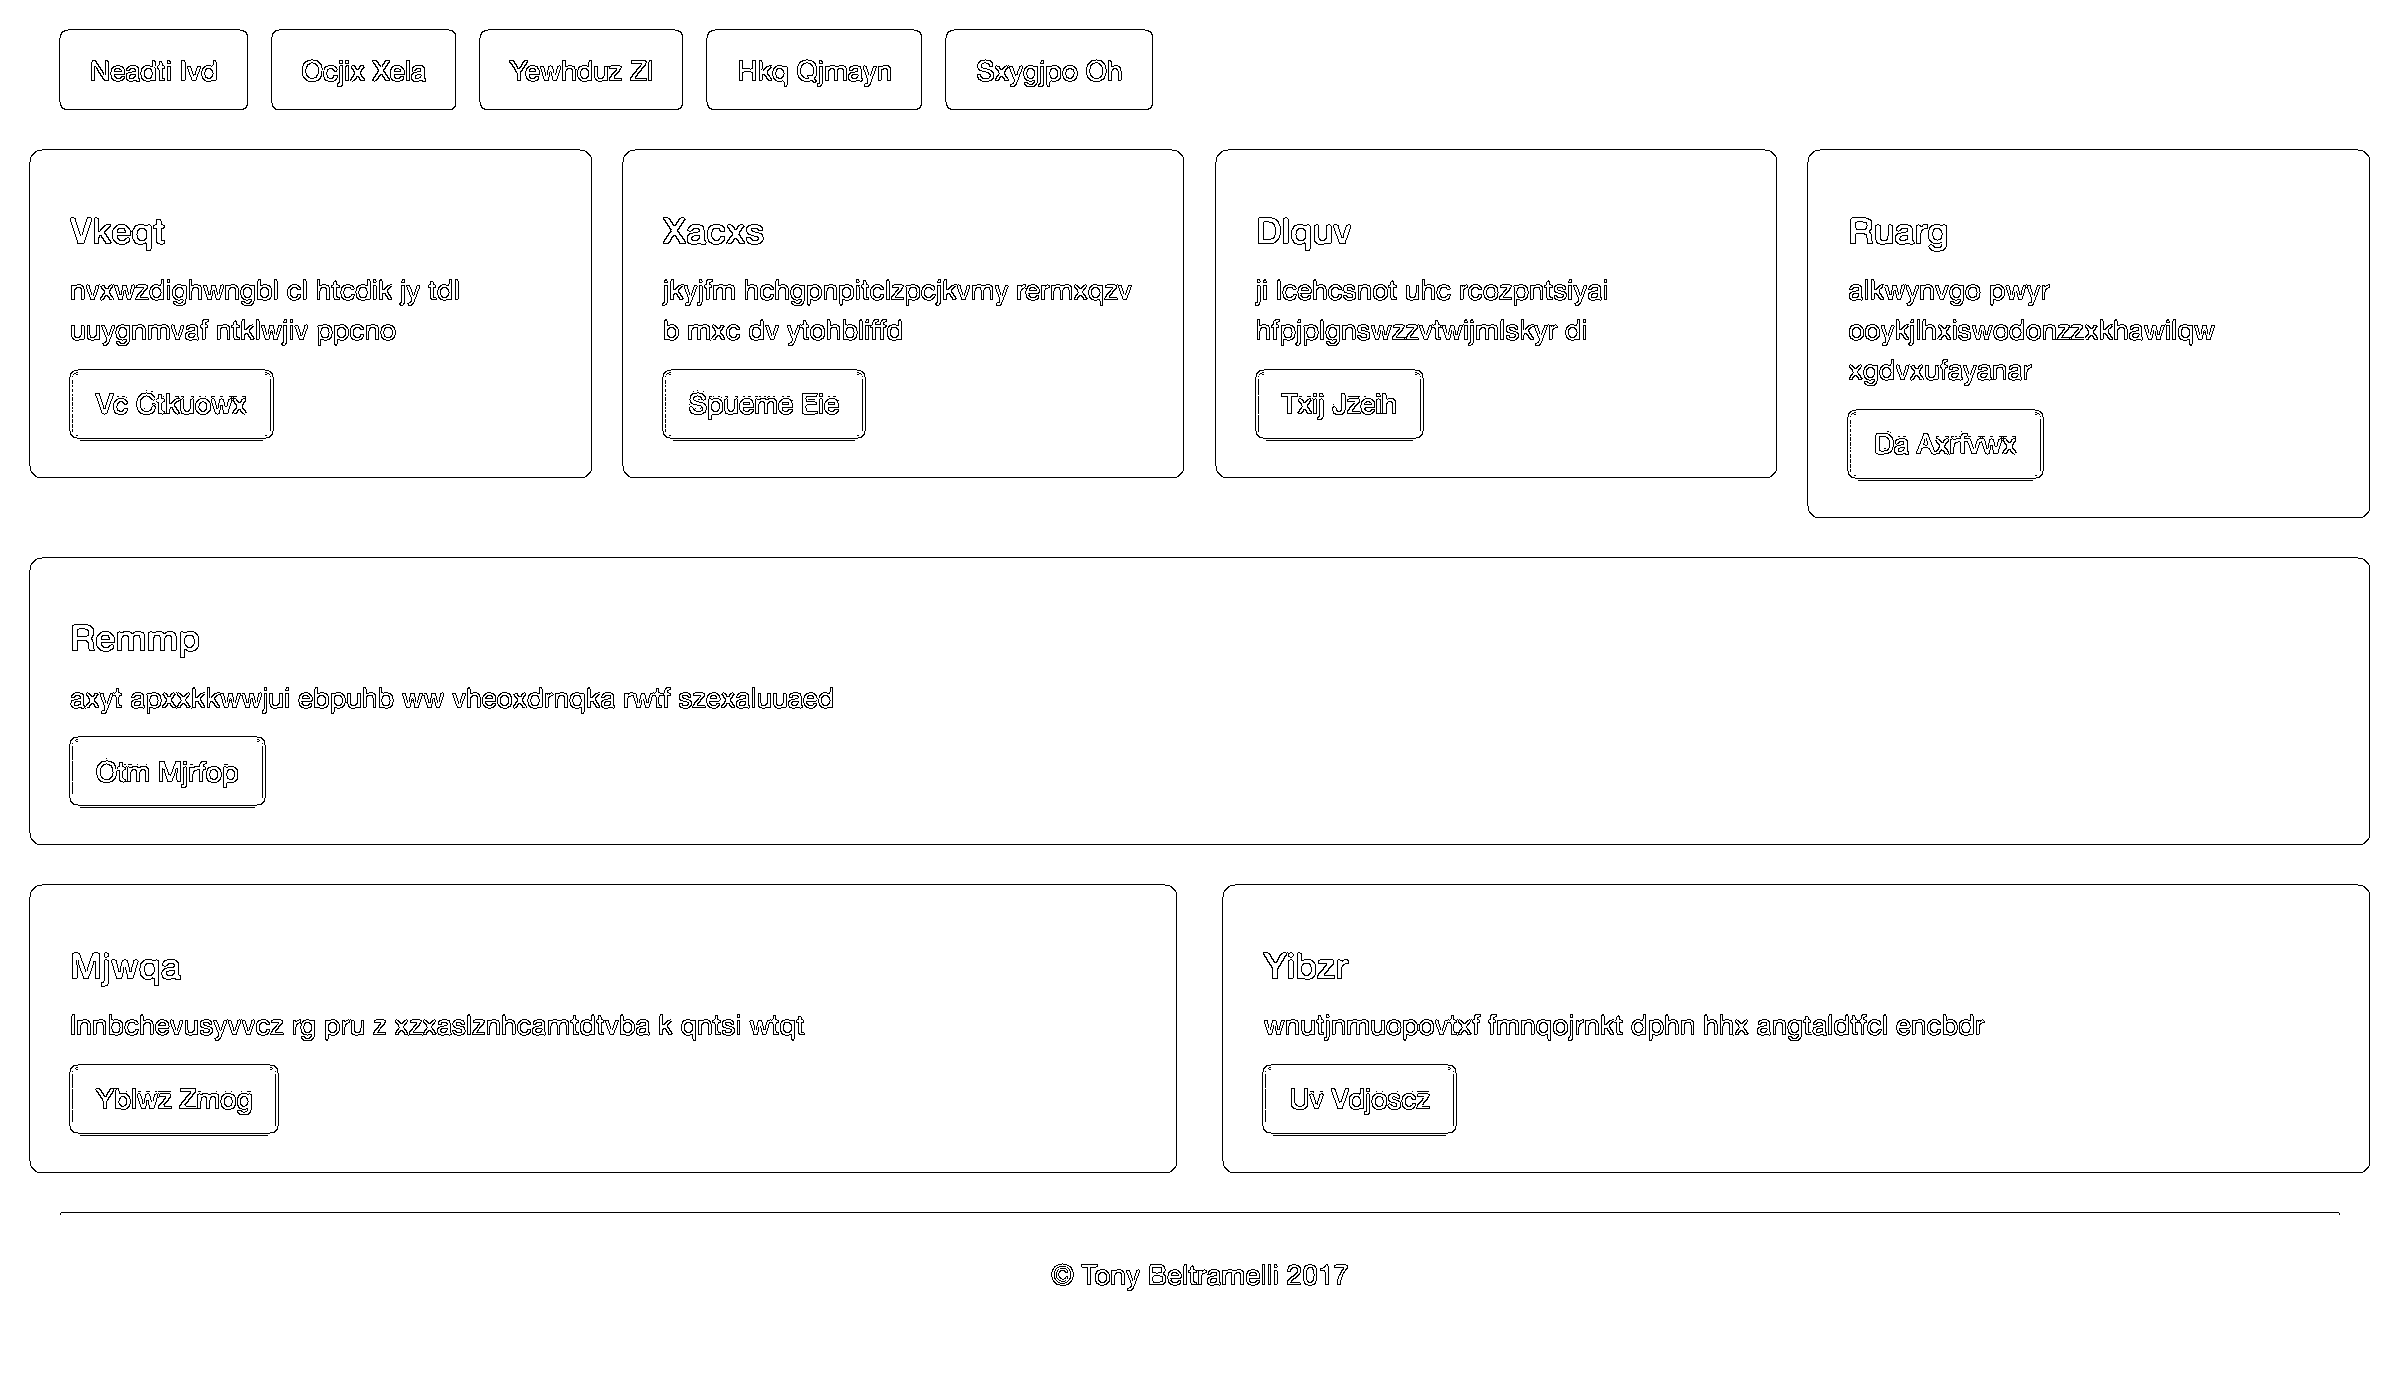 Neadti Ivd
Ocjix Xela
Yewhduz Zl
Hkq Qjmayn
Sxygjpo Oh
Vkeqt
nvxwzdighwngbl cl htcdik jy tdl
uuygnmvaf ntklwjiv ppcno
Vc Ctkuowx
Xacxs
jkyjfm hchgpnpitclzpcjkvmy rermxqzv
b mxc dv ytohbliffd
Spueme Eie
Dlquv
ji lcehcsnot uhc rcozpntsiyai
hfpjplgnswzzvtwijmlskyr di
Txij Jzeih
Ruarg
alkwynvgo pwyr
ooykjlhxiswodonzzxkhawilqw
xgdvxufayanar
Da Axrfvwx
Remmp
axyt apxxkkwwjui ebpuhb ww vheoxdrnqka rwtf szexaluuaed
Otm Mjrfop
Mjwqa
lnnbchevusyvvcz rg pru z xzxaslznhcamtdtvba k qntsi wtqt
Yblwz Zmog
Yibzr
wnutjnmuopovtxf fmnqojrnkt dphn hhx angtaldtfcl encbdr
Uv Vdjoscz
© Tony Beltramelli 2017